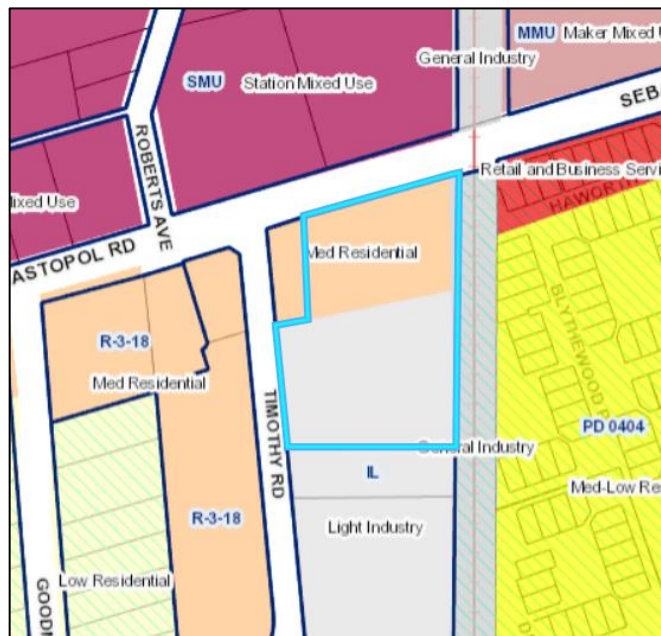 MMU Maker Mixed U
General Industry
SMU Station Mixed Use
SEB
ROBERTS AVE
Retail and Business Servi
HAWORTH
ixed Use
Med Residential
ASTOPOL RD
R-3-18
BLYTHEWOOD P
Med Residential
TIMOTHY RD
PD 0404
General Industry
IL
Med-Low Res
R-3-18
Light Industry
Low Residential
GOOD
D